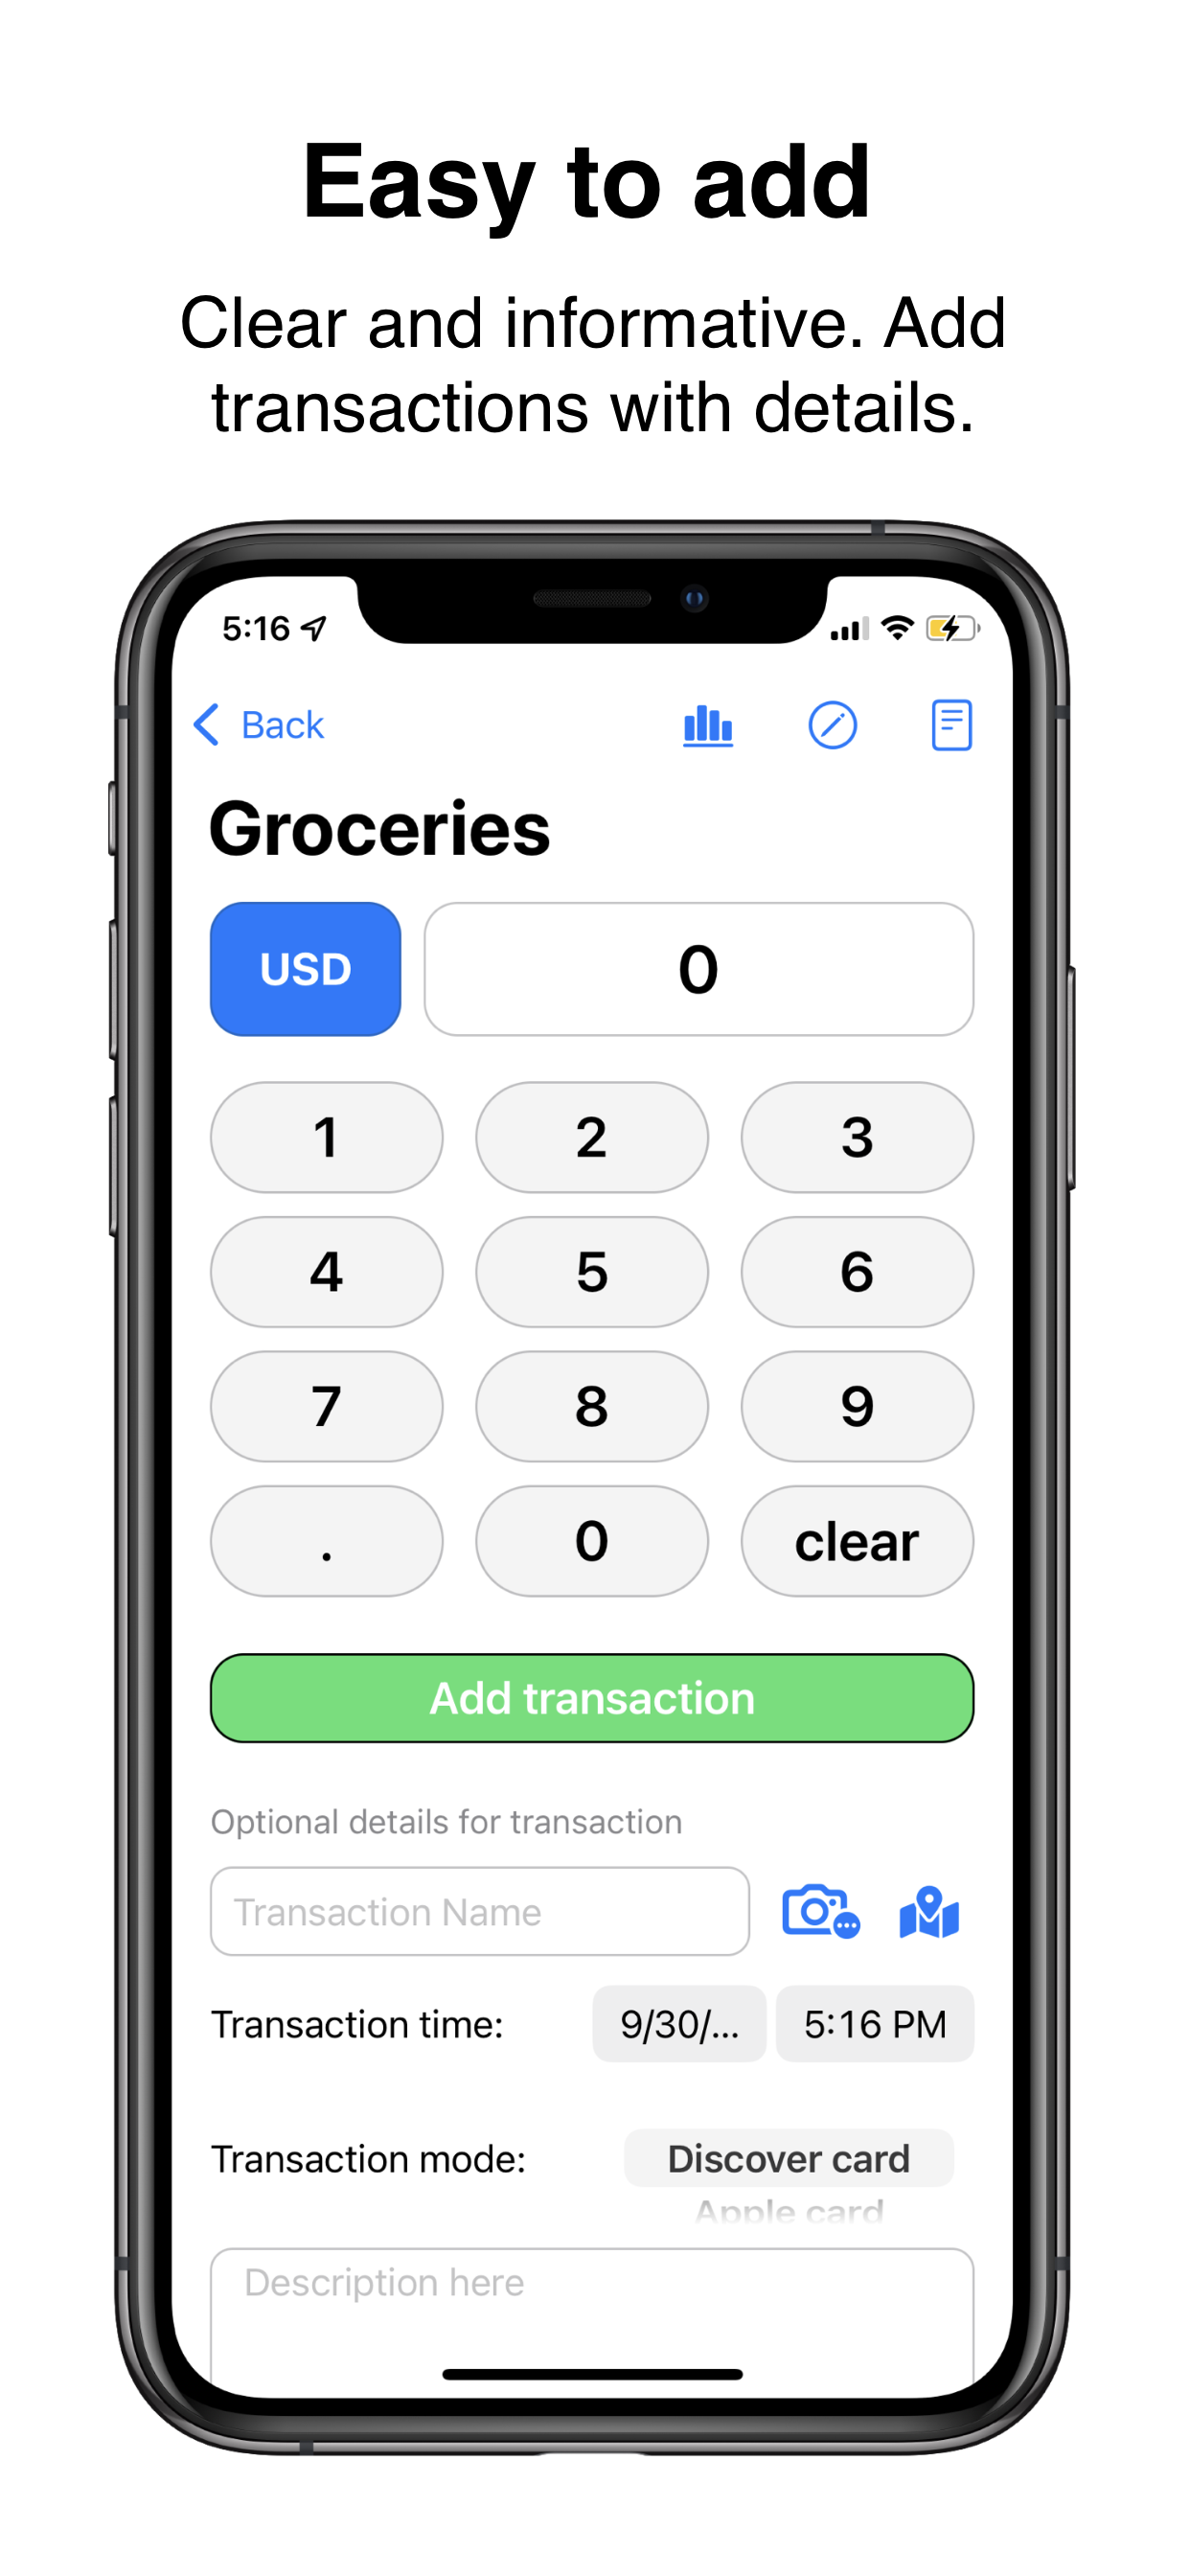 Easy to add
Clear and informative. Add
transactions with details.
5:16
Back
Groceries
USD 0
1 2 3
4 5 6
7 8 9
. 0 clear
Add transaction
Optional details for transaction
Transaction Name
Transaction time: 9/30/... 5:16 PM
Transaction mode: Discover card
Apple card
Description here